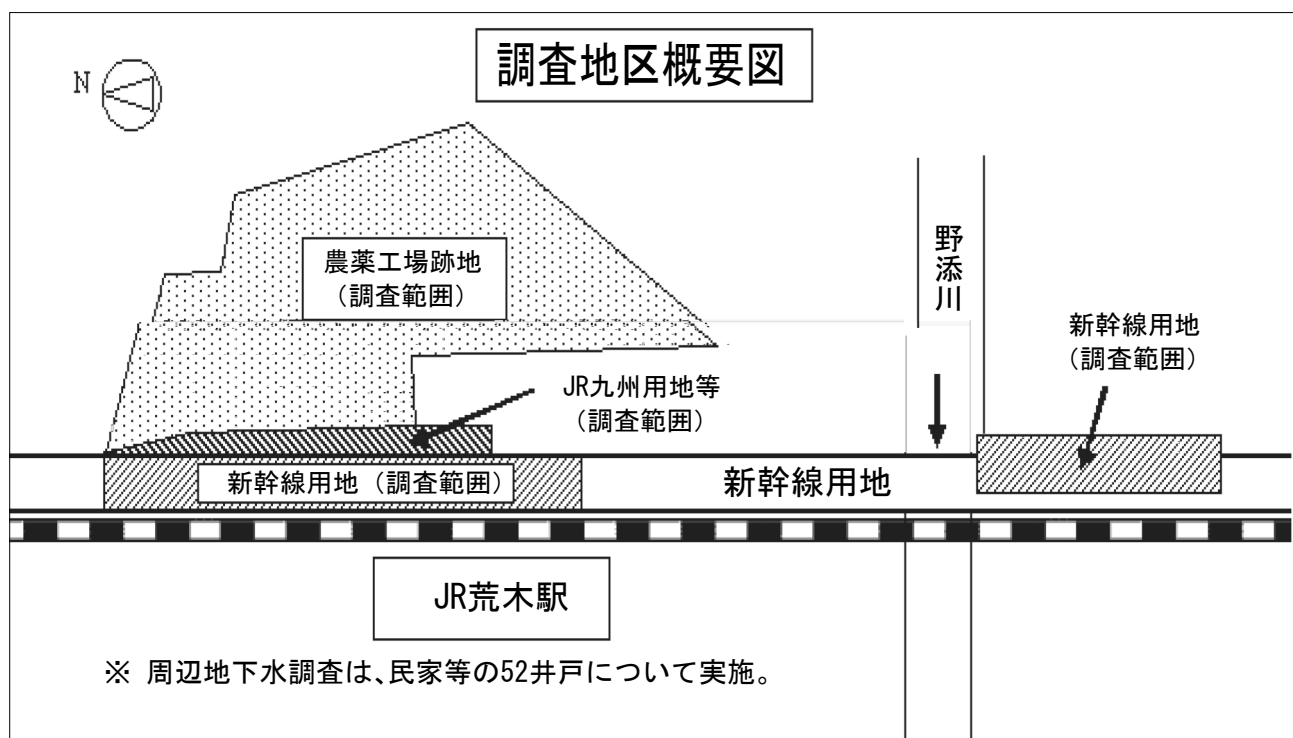 調査地区概要図
N
農薬工場跡地
（調査範囲）
野添川
新幹線用地
（調査範囲）
JR九州用地等
（調査範囲）
新幹線用地（調査範囲）
新幹線用地
JR荒木駅
※ 周辺地下水調査は、民家等の52井戸について実施。